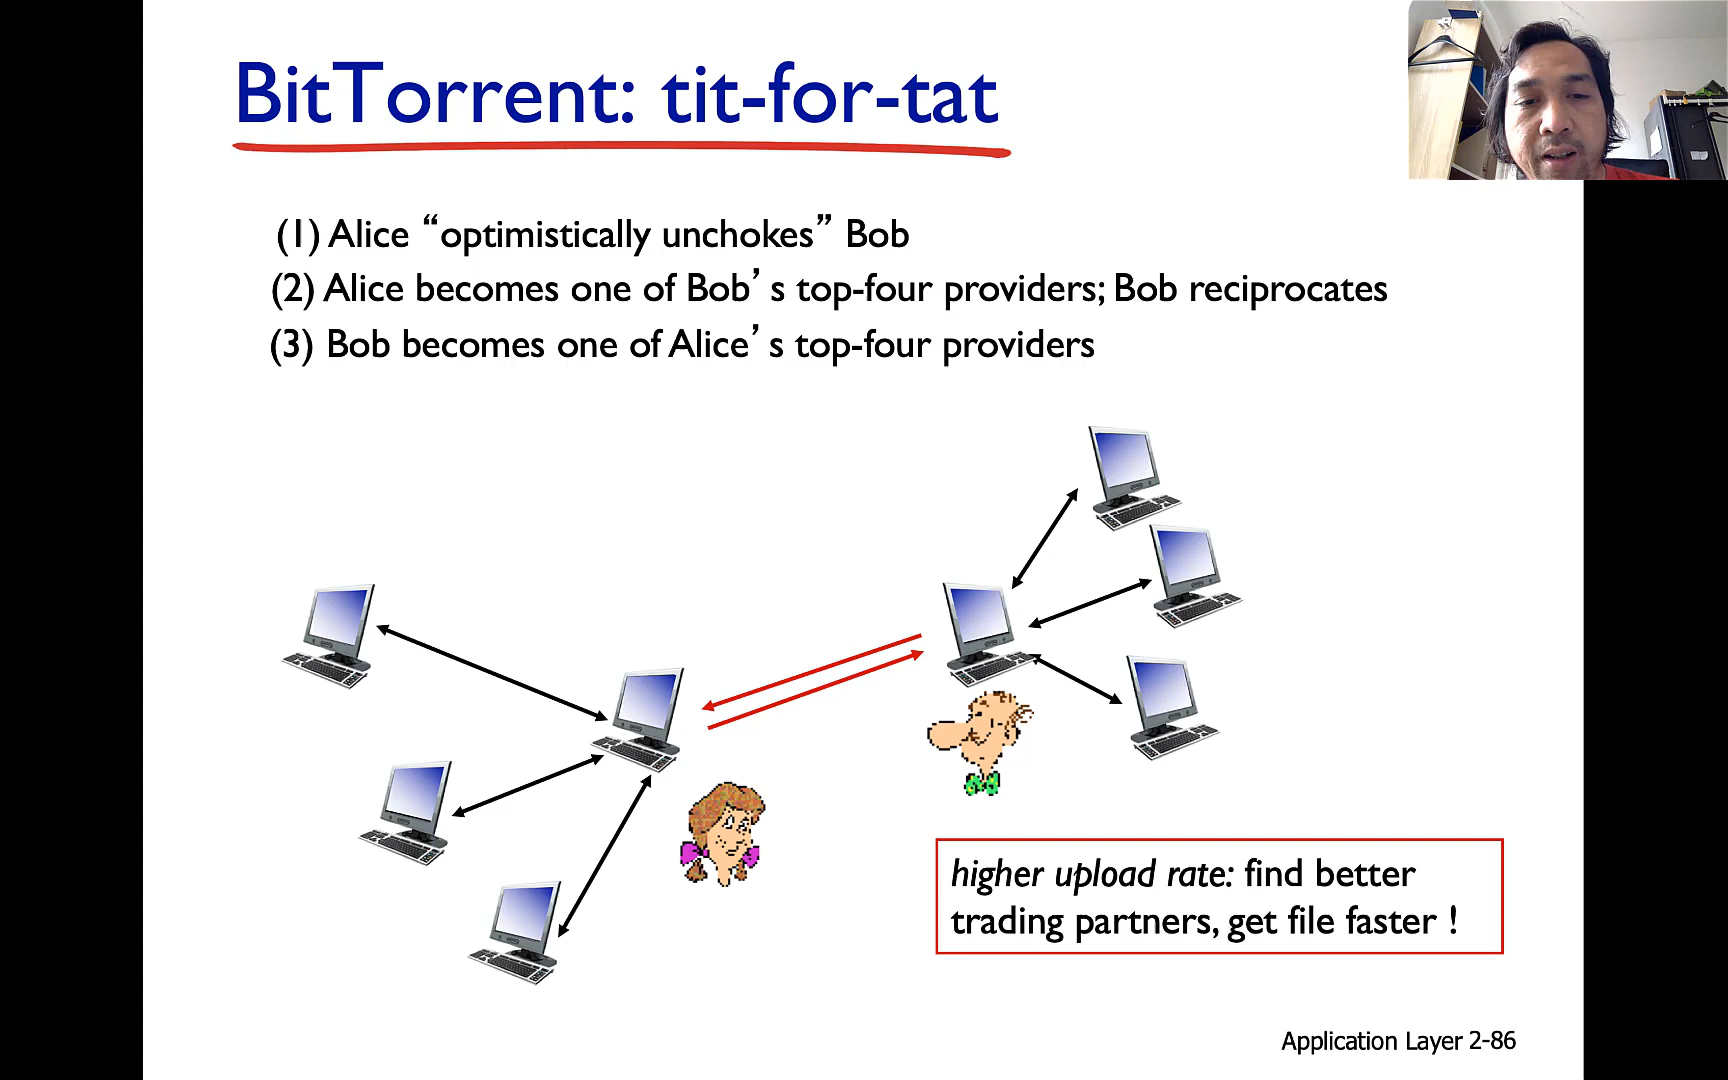 BitTorrent: tit-for-tat
(1) Alice “optimistically unchokes” Bob
(2) Alice becomes one of Bob’s top-four providers; Bob reciprocates
(3) Bob becomes one of Alice’s top-four providers
higher upload rate: find better
trading partners, get file faster !
Application Layer 2-86